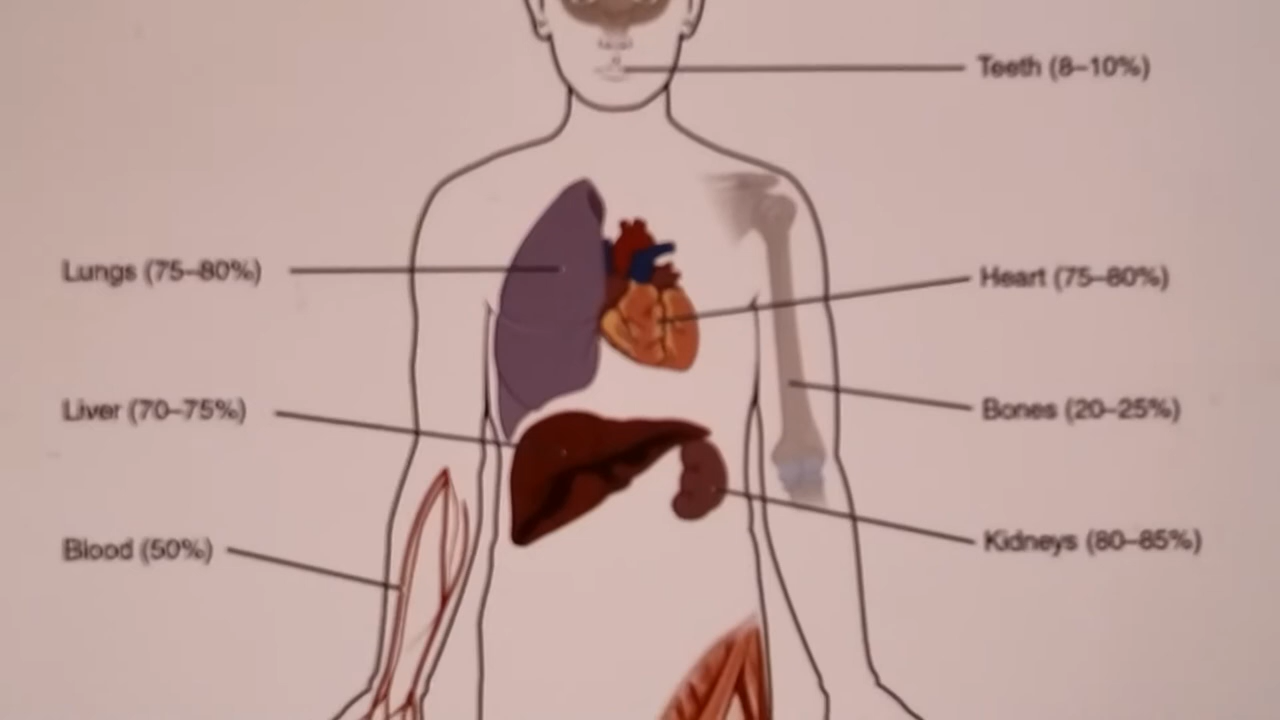 Teeth (8–10%)
Lungs (75–80%)
Heart (75–80%)
Liver (70–75%)
Bones (20–25%)
Blood (50%)
Kidneys (80–85%)